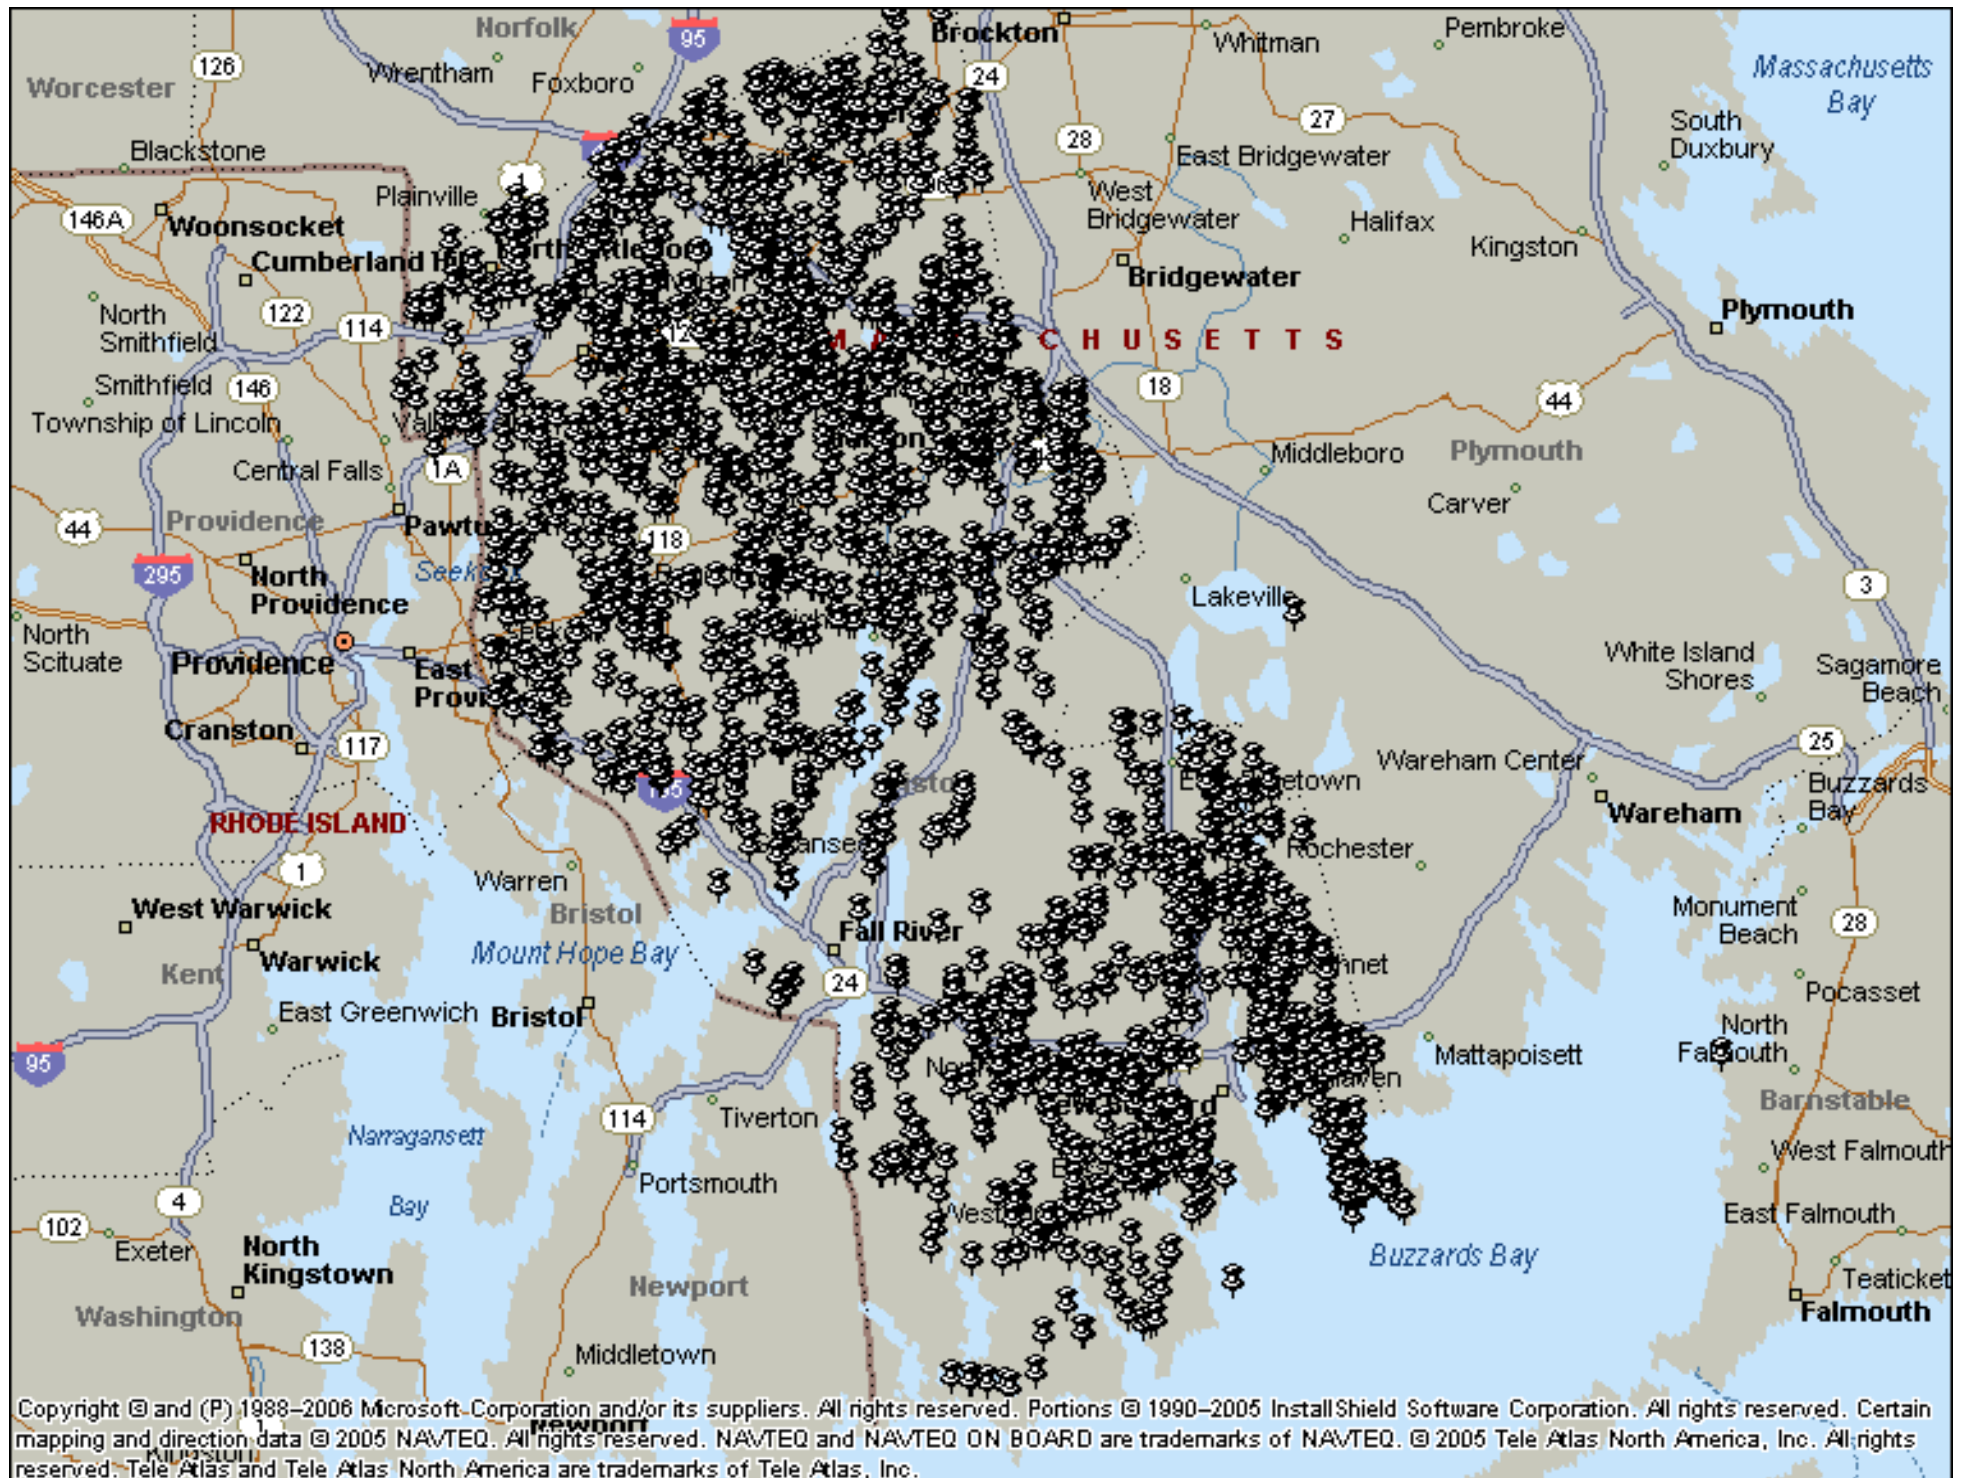 Norfolk
95
Brockton
Whitman
Pembroke
126
Wrentham
Foxboro
24
Massachusetts
Bay
Worcester
27
South
Duxbury
28
Blackstone
East Bridgewater
1
Plainville
West
Bridgewater
146A
Woonsocket
Halifax
Kingston
Cumberland
Bridgewater
North
Smithfield
122
114
Plymouth
CHUSETTS
Smithfield
146
18
44
Township of Lincoln
Middleboro
Plymouth
Central Falls
1A
Carver
44
Providence
118
295
North
Providence
Lakeville
3
North
Scituate
Providence
East
White Island
Shores
Sagamore
Beach
Cranston
117
25
Wareham Center
Buzzards
Bay
195
Wareham
RHODE ISLAND
Rochester
1
Warren
West Warwick
Bristol
Monument
Beach
28
Fall River
Mount Hope Bay
Kent
Warwick
24
Pocasset
East Greenwich
Bristol
North
Falmouth
95
Mattapoisett
Tiverton
114
Barnstable
Narragansett
Bay
West Falmouth
Portsmouth
4
102
Exeter
East Falmouth
North
Kingstown
Buzzards Bay
Newport
Teaticket
Washington
Falmouth
138
Middletown
Copyright © and (P) 1988–2006 Microsoft Corporation and/or its suppliers. All rights reserved. Portions © 1990–2005 InstallShield Software Corporation. All rights reserved. Certain
Newport
mapping and direction data © 2005 NAVTEQ. All rights reserved. NAVTEQ and NAVTEQ ON BOARD are trademarks of NAVTEQ. © 2005 Tele Atlas North America, Inc. All rights
Kingston
reserved. Tele Atlas and Tele Atlas North America are trademarks of Tele Atlas, Inc.